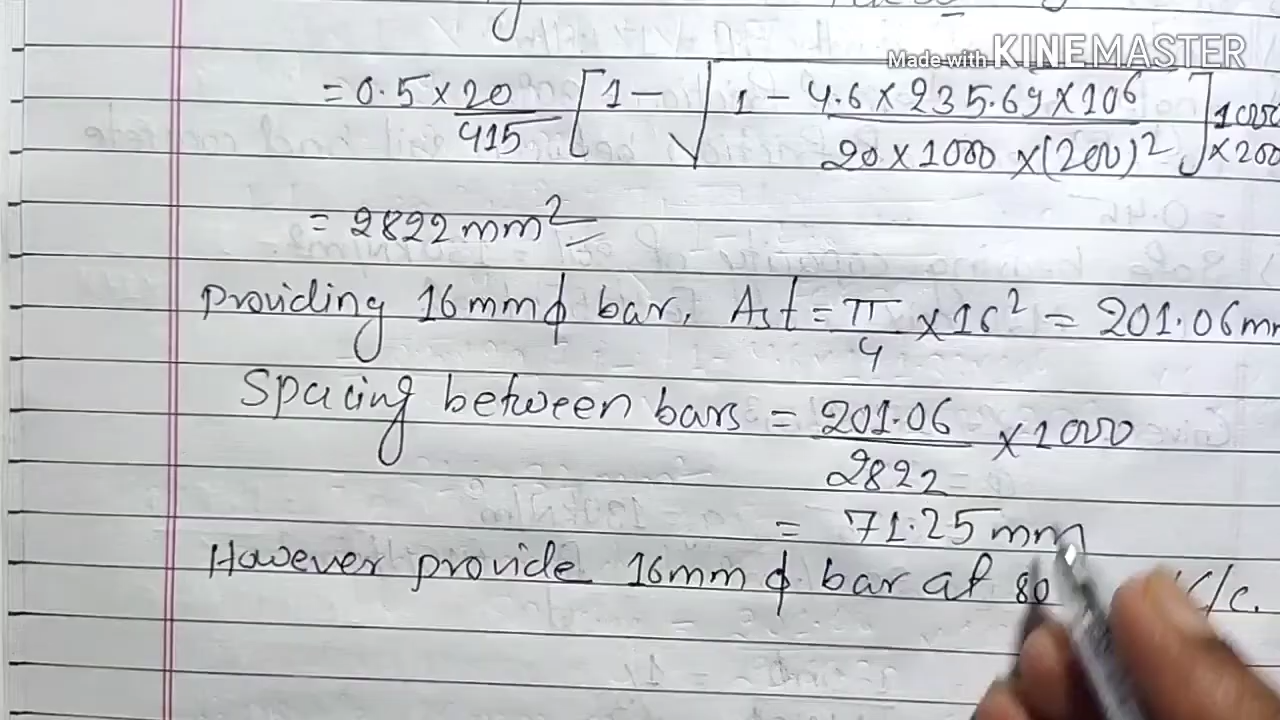 Made with KINEMASTER
= 0.5 × 20/415 [1 - √1 - 4.6 × 235.69 × 10⁶ / 20 × 1000 × (200)²] 1000 × 200
= 2822 mm²
Providing 16mm ϕ bar, Ast = π/4 × 16² = 201.06 mm
Spacing between bars = 201.06/2822 × 1000
= 71.25 mm
However provide 16mm ϕ bar at 80 c/c.